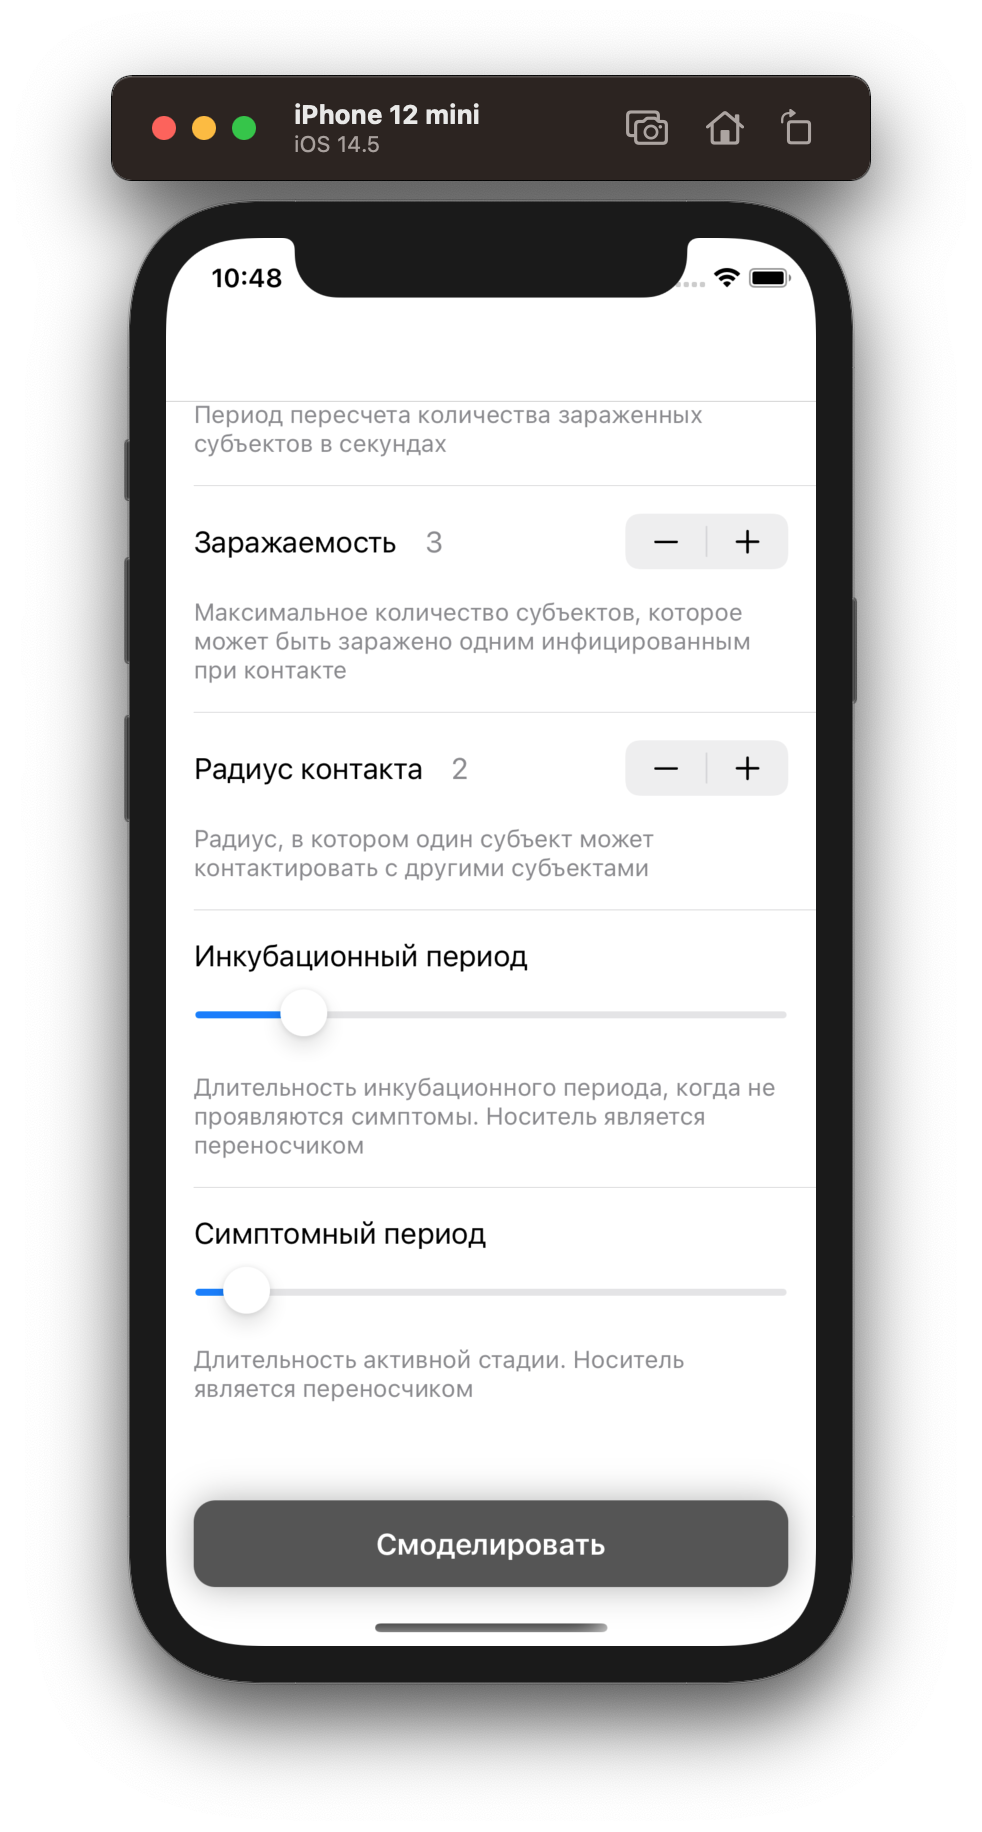 iPhone 12 mini
iOS 14.5
10:48
Период пересчета количества зараженных
субъектов в секундах
Заражаемость 3
Максимальное количество субъектов, которое
может быть заражено одним инфицированным
при контакте
Радиус контакта 2
Радиус, в котором один субъект может
контактировать с другими субъектами
Инкубационный период
Длительность инкубационного периода, когда не
проявляются симптомы. Носитель является
переносчиком
Симптомный период
Длительность активной стадии. Носитель
является переносчиком
Смоделировать